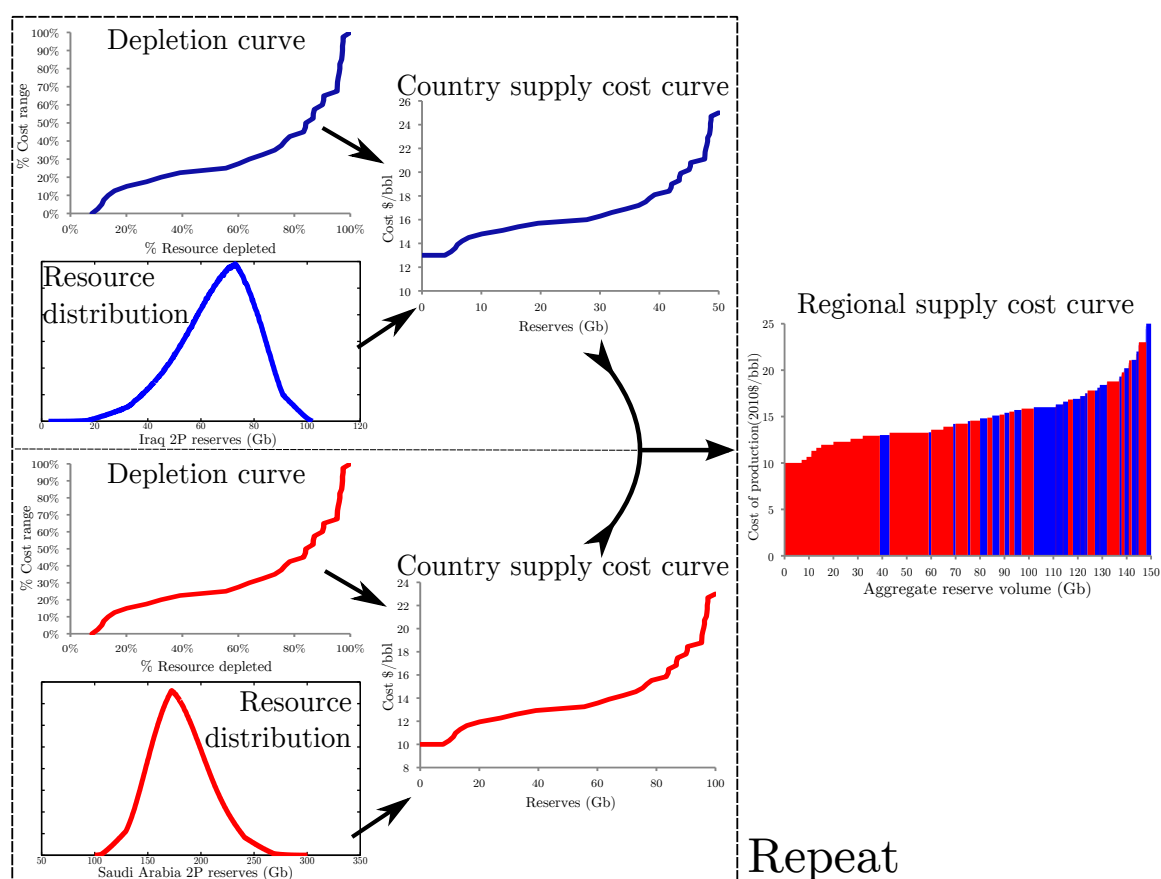 Depletion curve
100%
90%
80%
70%
60%
50%
40%
30%
20%
10%
0%
% Cost range
0% 20% 40% 60% 80% 100%
% Resource depleted
Country supply cost curve
26
24
22
20
18
16
14
12
10
Cost $/bbl
0 10 20 30 40 50
Reserves (Gb)
Resource
distribution
0 20 40 60 80 100 120
Iraq 2P reserves (Gb)
Regional supply cost curve
25
20
15
10
5
0
Cost of production(2010$/bbl)
0 10 20 30 40 50 60 70 80 90 100 110 120 130 140 150
Aggregate reserve volume (Gb)
Depletion curve
100%
90%
80%
70%
60%
50%
40%
30%
20%
10%
0%
% Cost range
0% 20% 40% 60% 80% 100%
% Resource depleted
Country supply cost curve
24
22
20
18
16
14
12
10
8
Cost $/bbl
0 20 40 60 80 100
Reserves (Gb)
Resource
distribution
50 100 150 200 250 300 350
Saudi Arabia 2P reserves (Gb)
Repeat